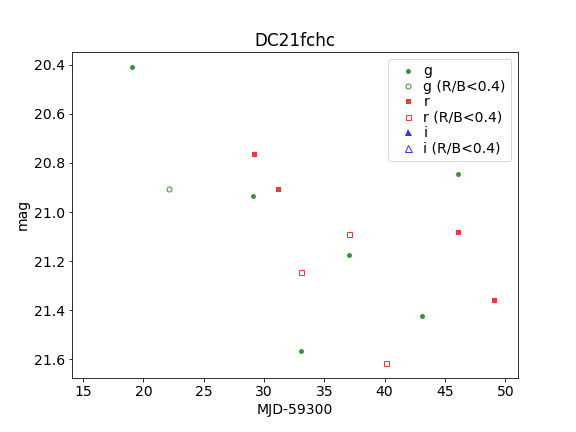 DC21fchc
20.4
20.6
20.8
21.0
21.2
21.4
21.6
mag
g
g (R/B<0.4)
r
r (R/B<0.4)
i
i (R/B<0.4)
15 20 25 30 35 40 45 50
MJD-59300